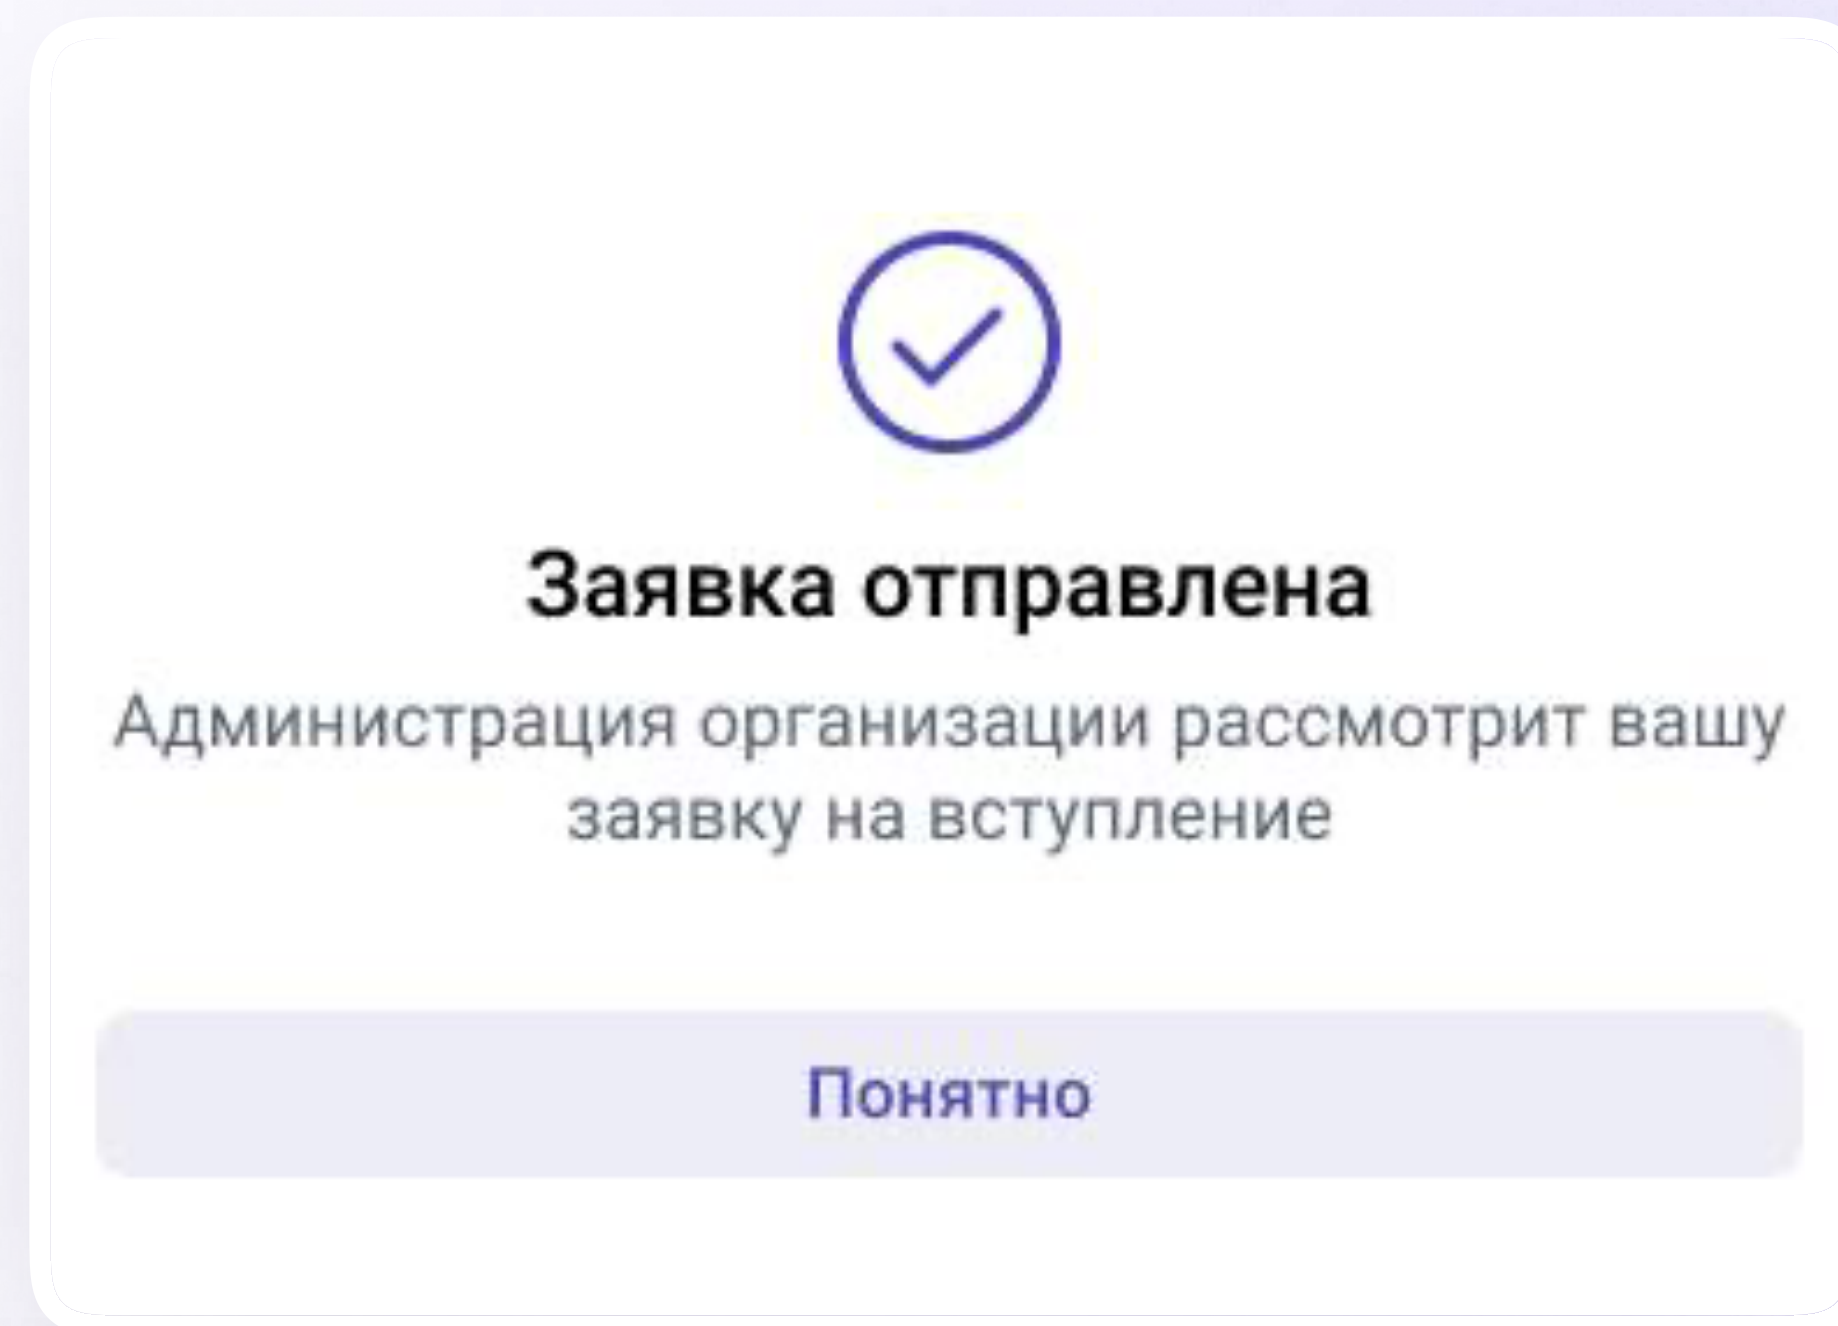 Заявка отправлена
Администрация организации рассмотрит вашу
заявку на вступление
Понятно